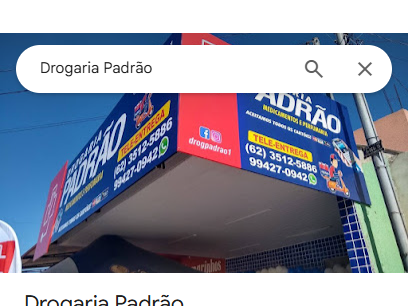 Drogaria Padrão
DROGARIA
PADRÃO
MEDICAMENTOS E PERFUMARIA
TELE-ENTREGA
(62) 3512-5886
99427-0942
drogpadrao1
PADRÃO
MEDICAMENTOS E PERFUMARIA
ACEITAMOS TODOS OS CARTÕES
TELE-ENTREGA
(62) 3512-5886
99427-0942
Drogaria Padrão